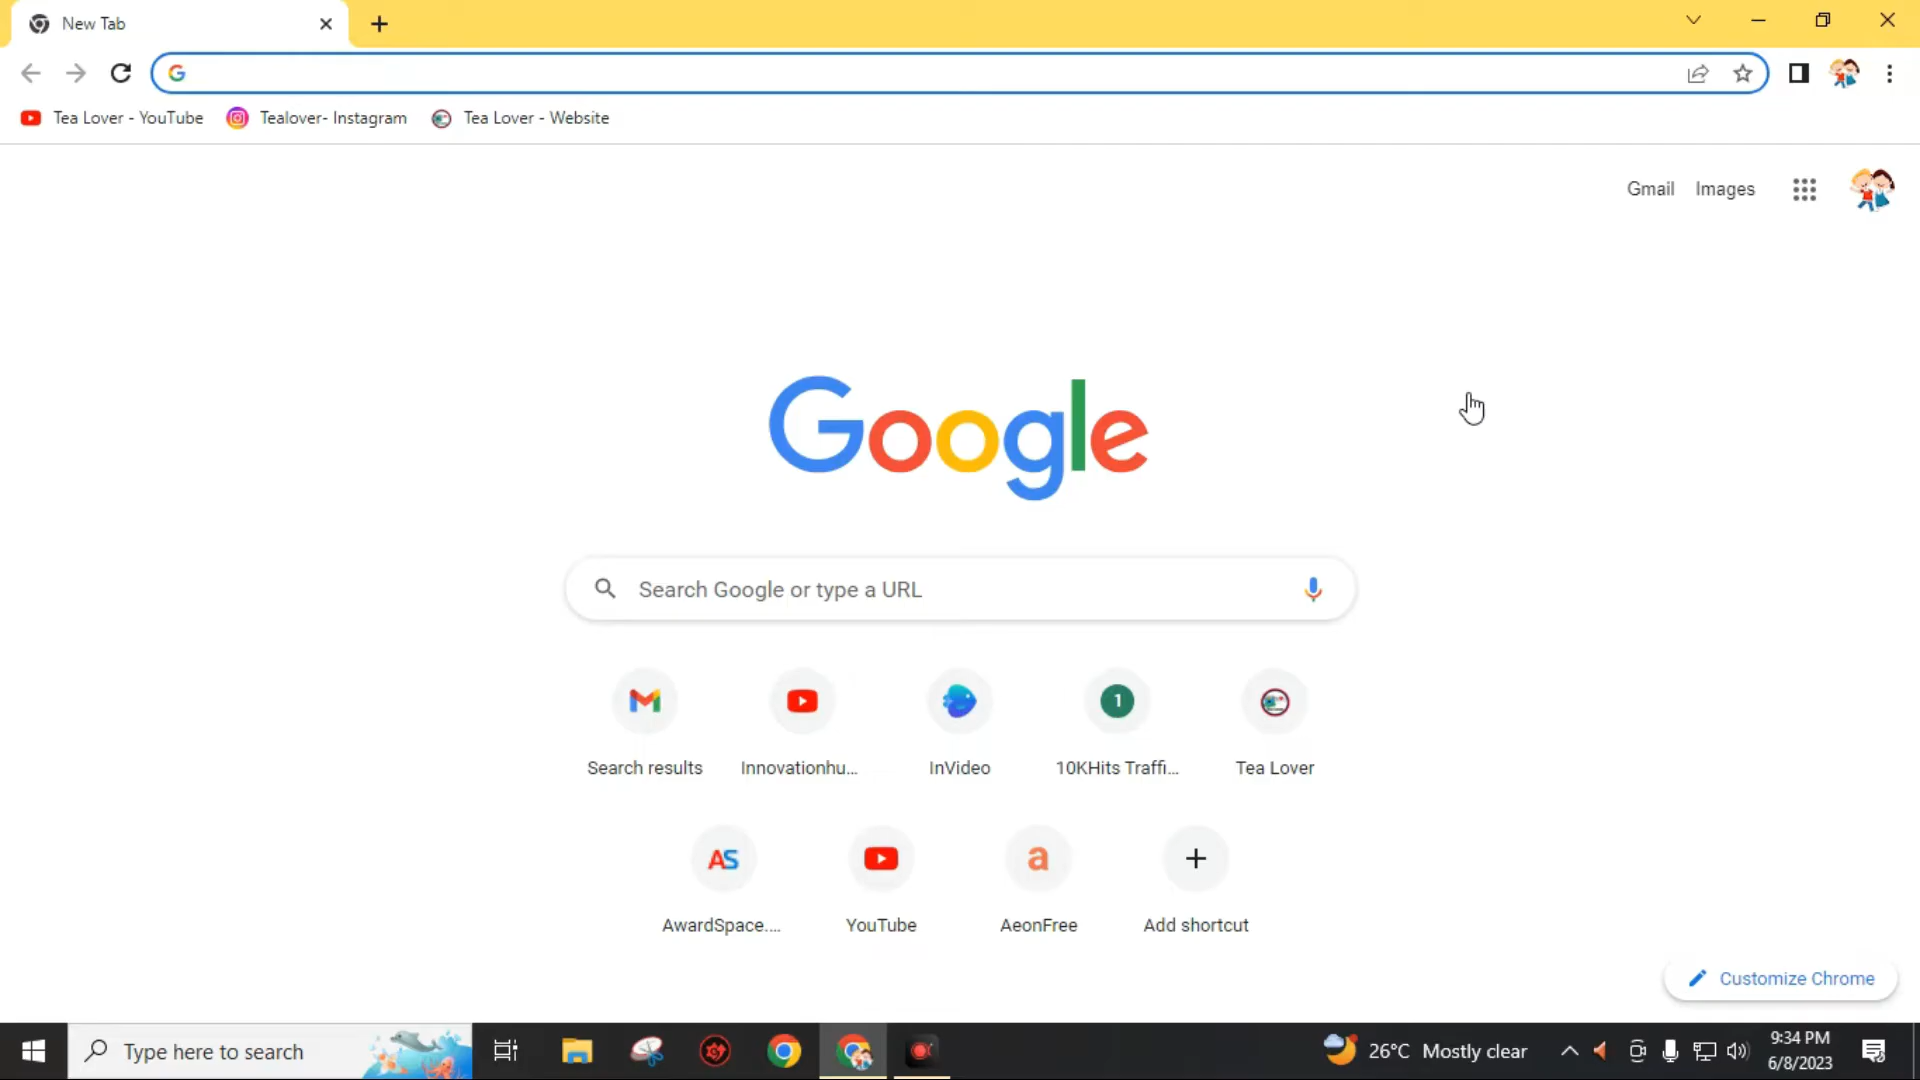 New Tab
Tea Lover - YouTube
Tealover- Instagram
Tea Lover - Website
Gmail
Images
Google
Search Google or type a URL
Search results
Innovationhu...
InVideo
1
10KHits Traffi...
Tea Lover
AS
AwardSpace....
YouTube
a
AeonFree
Add shortcut
Customize Chrome
Type here to search
26°C Mostly clear
9:34 PM
6/8/2023